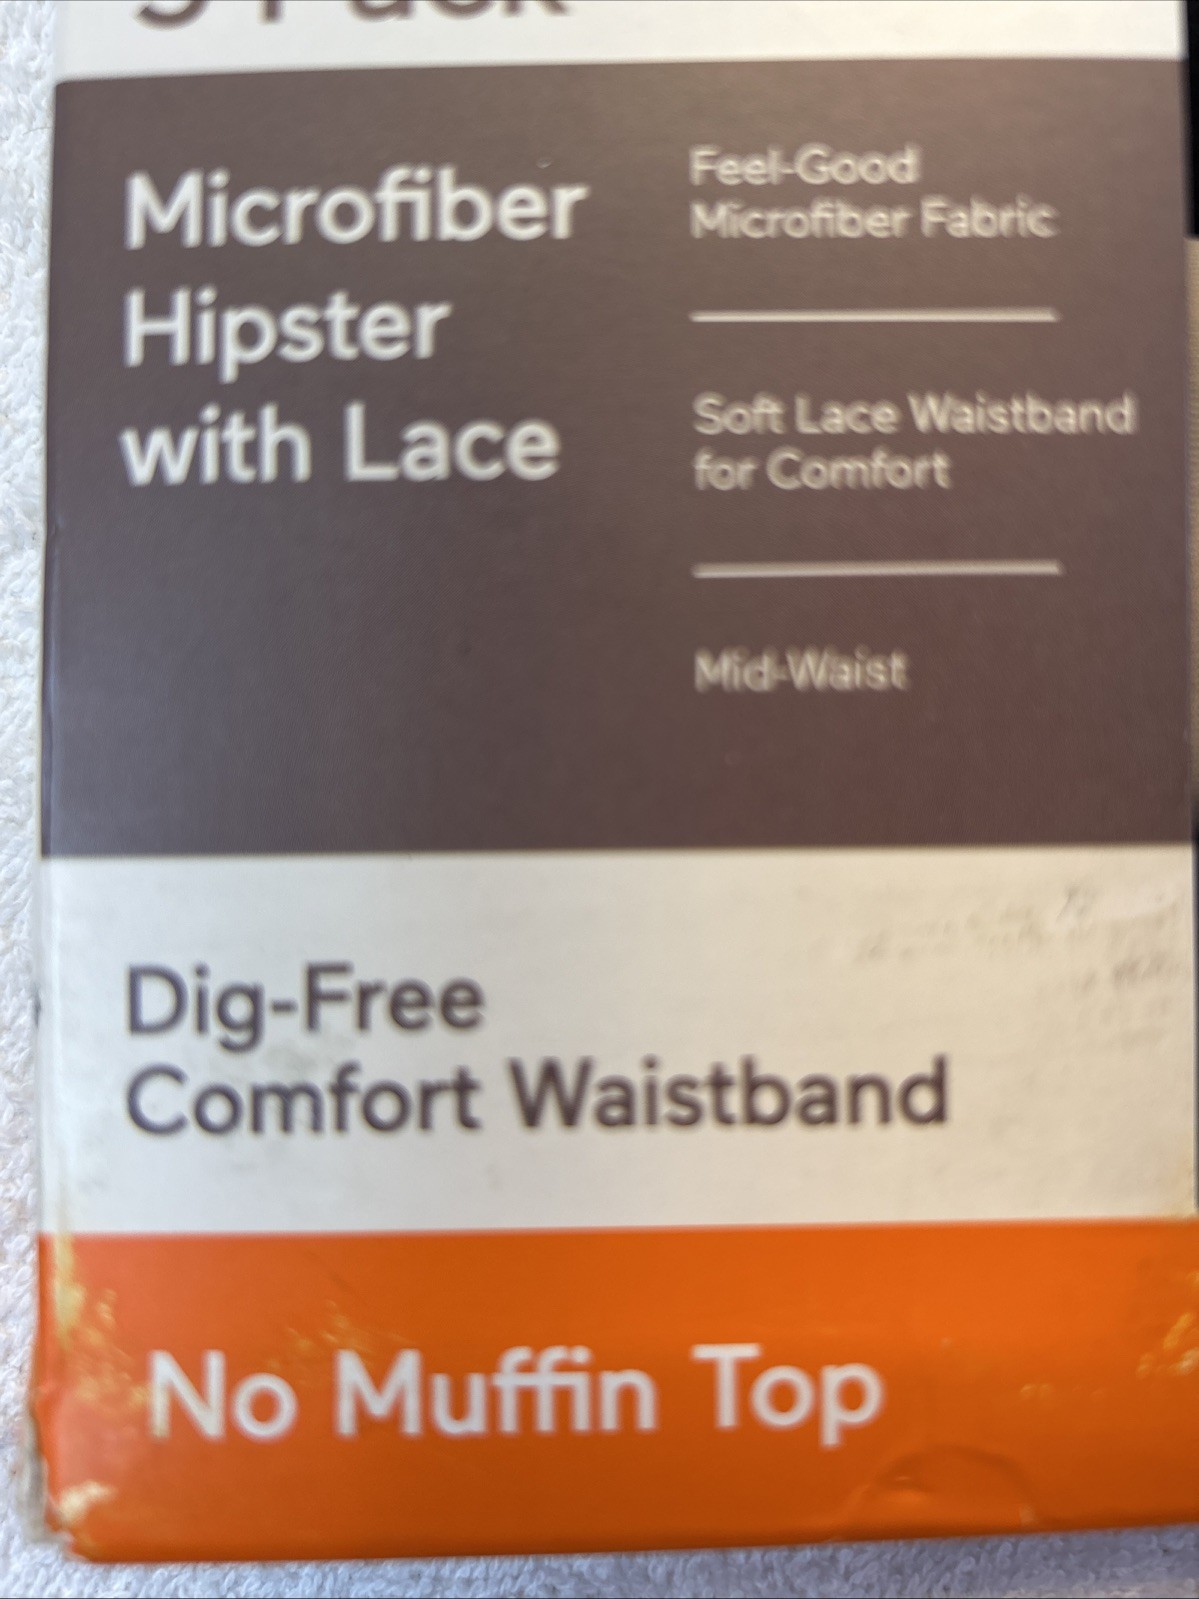 Pack
Microfiber
Hipster
with Lace
Feel-Good
Microfiber Fabric
Soft Lace Waistband
for Comfort
Mid-Waist
Dig-Free
Comfort Waistband
No Muffin Top